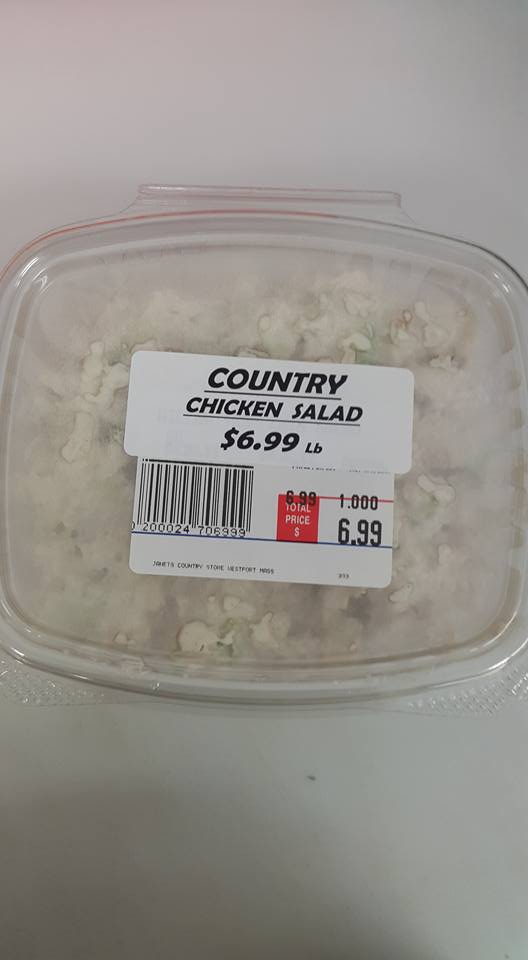 COUNTRY
CHICKEN SALAD
$6.99 Lb
6.99 1.000
TOTAL
PRICE
$
6.99
0 200024 706999
JANETS COUNTRY STORE WESTPORT MASS